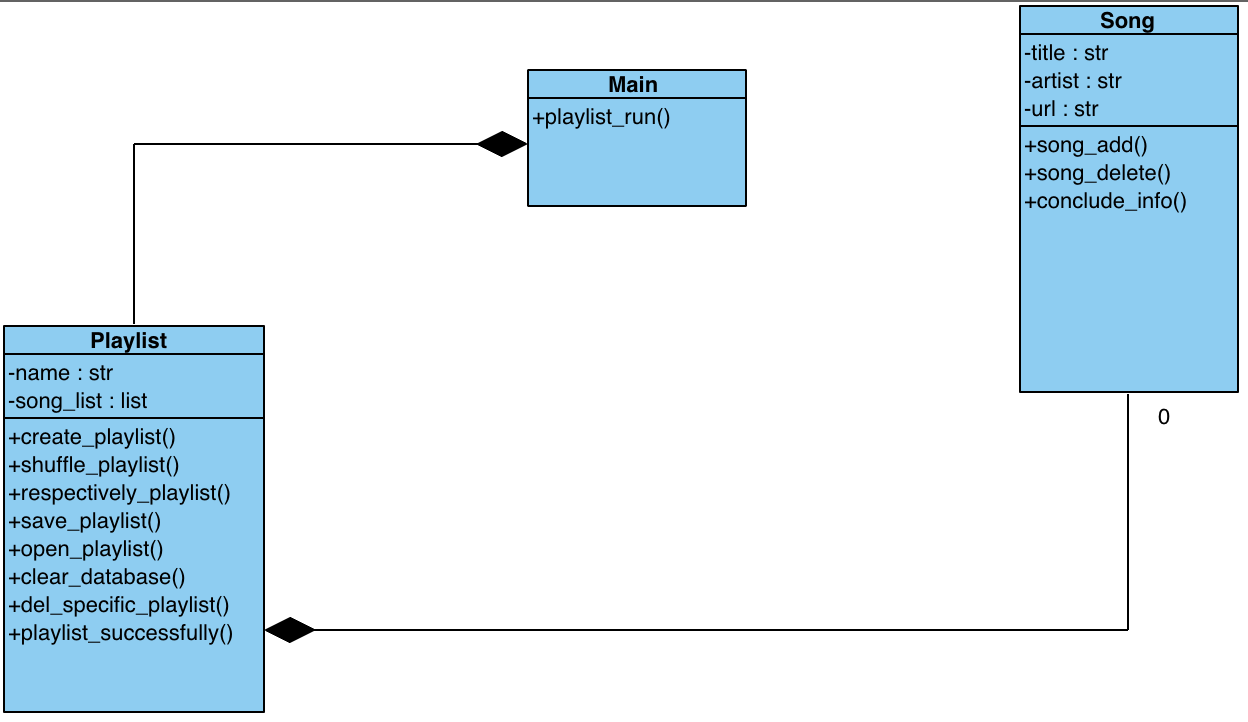 Song
-title : str
-artist : str
-url : str
+song_add()
+song_delete()
+conclude_info()
Main
+playlist_run()
Playlist
-name : str
-song_list : list
+create_playlist()
+shuffle_playlist()
+respectively_playlist()
+save_playlist()
+open_playlist()
+clear_database()
+del_specific_playlist()
+playlist_successfully()
0